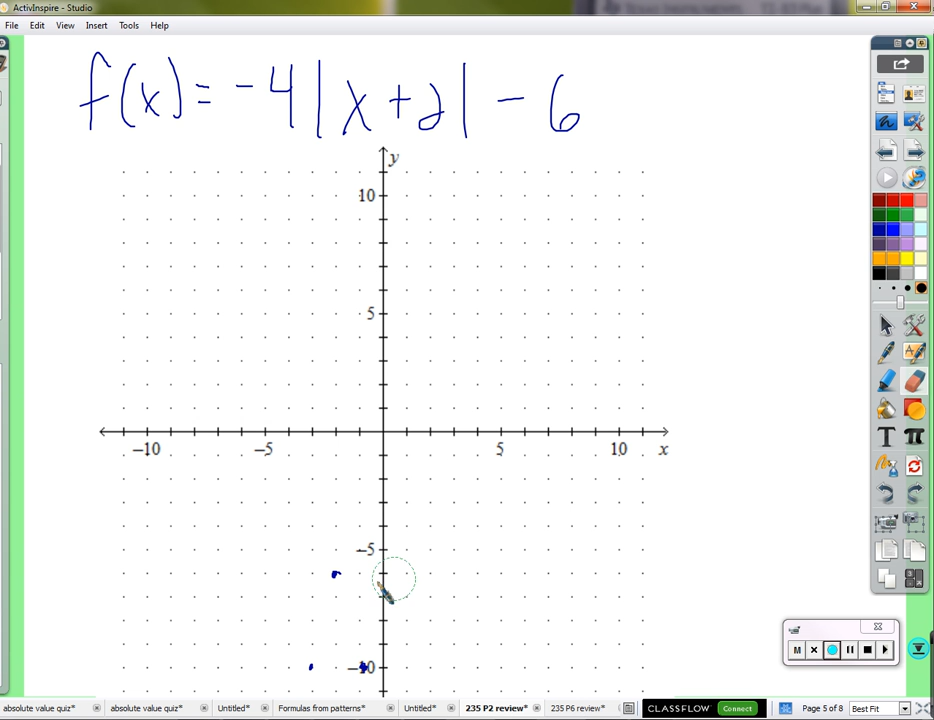 ActivInspire - Studio
File Edit View Insert Tools Help
f(x) = -4|x+2| - 6
y
10
5
–10 –5 5 10 x
–5
–10
M
T π
absolute value quiz* absolute value quiz* Untitled* Formulas from patterns* Untitled* 235 P2 review* 235 P6 review* CLASSFLOW Connect Page 5 of 8 Best Fit